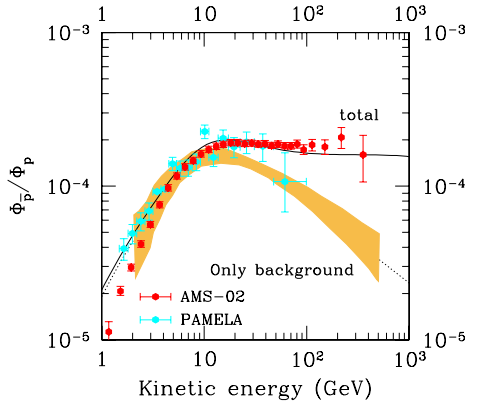 1 10 10² 10³
10⁻³ 10⁻³
total
10⁻⁴ 10⁻⁴
Φp̅/Φp
Only background
AMS-02
PAMELA
10⁻⁵ 10⁻⁵
1 10 10² 10³
Kinetic energy (GeV)